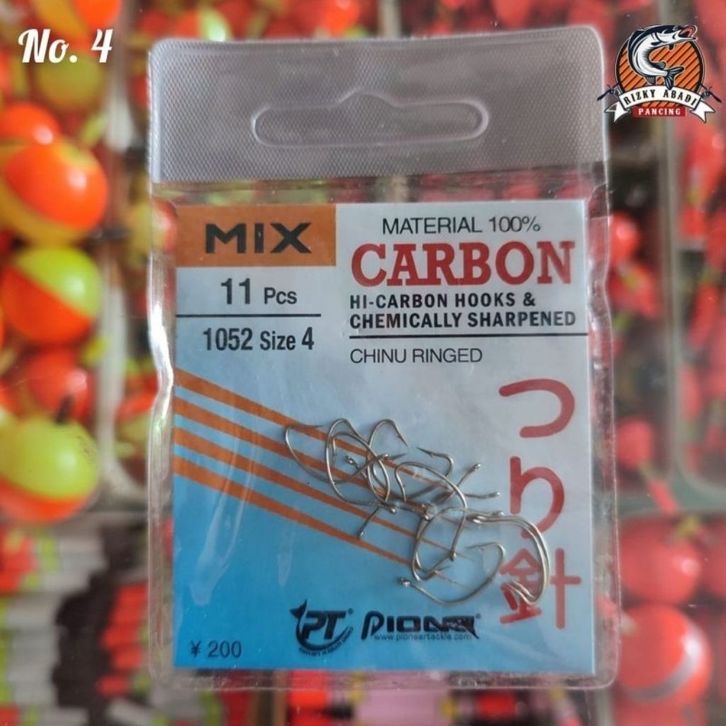 No. 4
RIZKY ABADI
PANCING
MIX
11 Pcs
1052 Size 4
MATERIAL 100%
CARBON
HI-CARBON HOOKS &
CHEMICALLY SHARPENED
CHINU RINGED
つり針
PT
PIONEER
www.pioneartackle.com
¥ 200